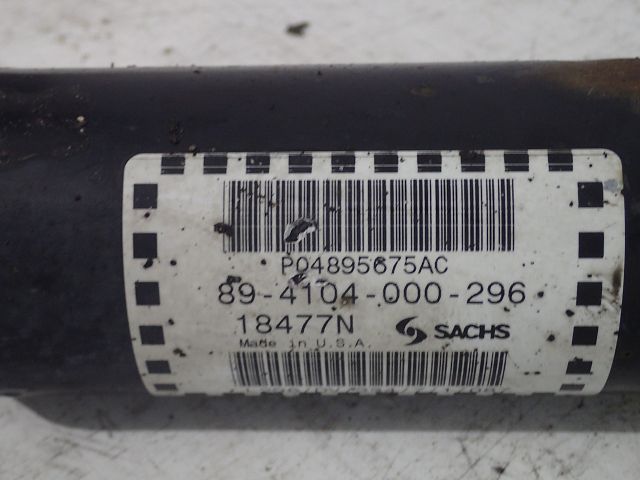 P04895675AC
89-4104-000-296
18477N SACHS
Made in U.S.A.